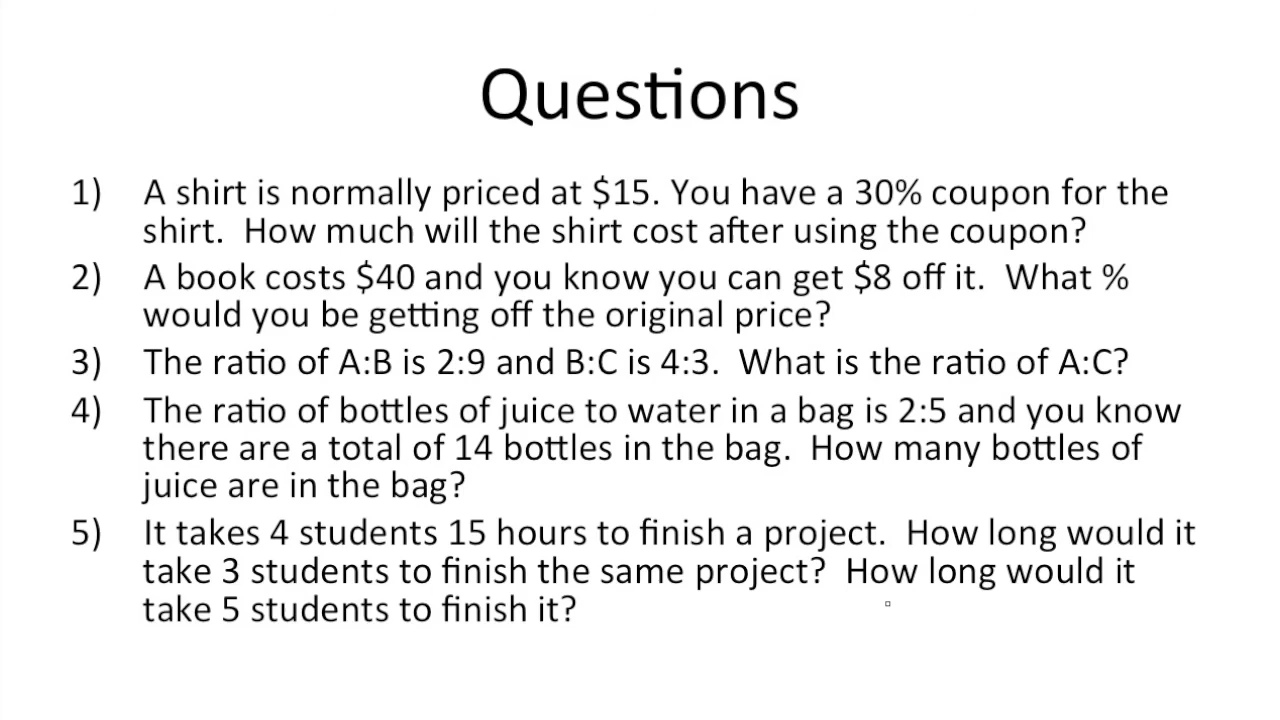 Questions
1) A shirt is normally priced at $15. You have a 30% coupon for the
shirt.  How much will the shirt cost after using the coupon?
2) A book costs $40 and you know you can get $8 off it.  What %
would you be getting off the original price?
3) The ratio of A:B is 2:9 and B:C is 4:3.  What is the ratio of A:C?
4) The ratio of bottles of juice to water in a bag is 2:5 and you know
there are a total of 14 bottles in the bag.  How many bottles of
juice are in the bag?
5) It takes 4 students 15 hours to finish a project.  How long would it
take 3 students to finish the same project?  How long would it
take 5 students to finish it?